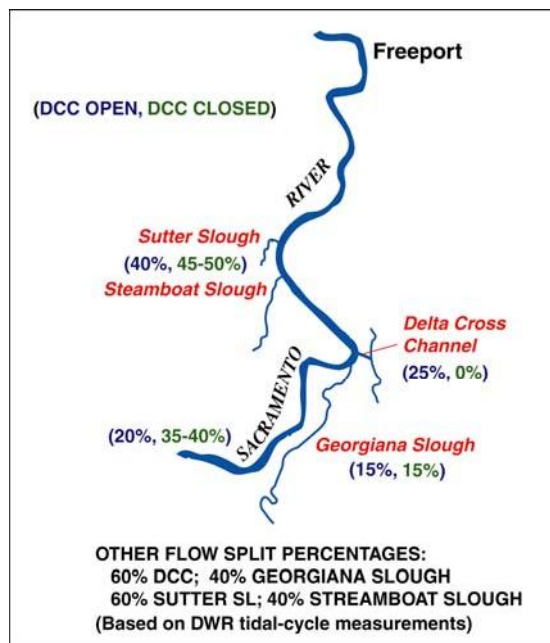 Freeport
(DCC OPEN, DCC CLOSED)
RIVER
Sutter Slough
(40%, 45-50%)
Steamboat Slough
Delta Cross
Channel
(25%, 0%)
SACRAMENTO
(20%, 35-40%)
Georgiana Slough
(15%, 15%)
OTHER FLOW SPLIT PERCENTAGES:
60% DCC; 40% GEORGIANA SLOUGH
60% SUTTER SL; 40% STREAMBOAT SLOUGH
(Based on DWR tidal-cycle measurements)